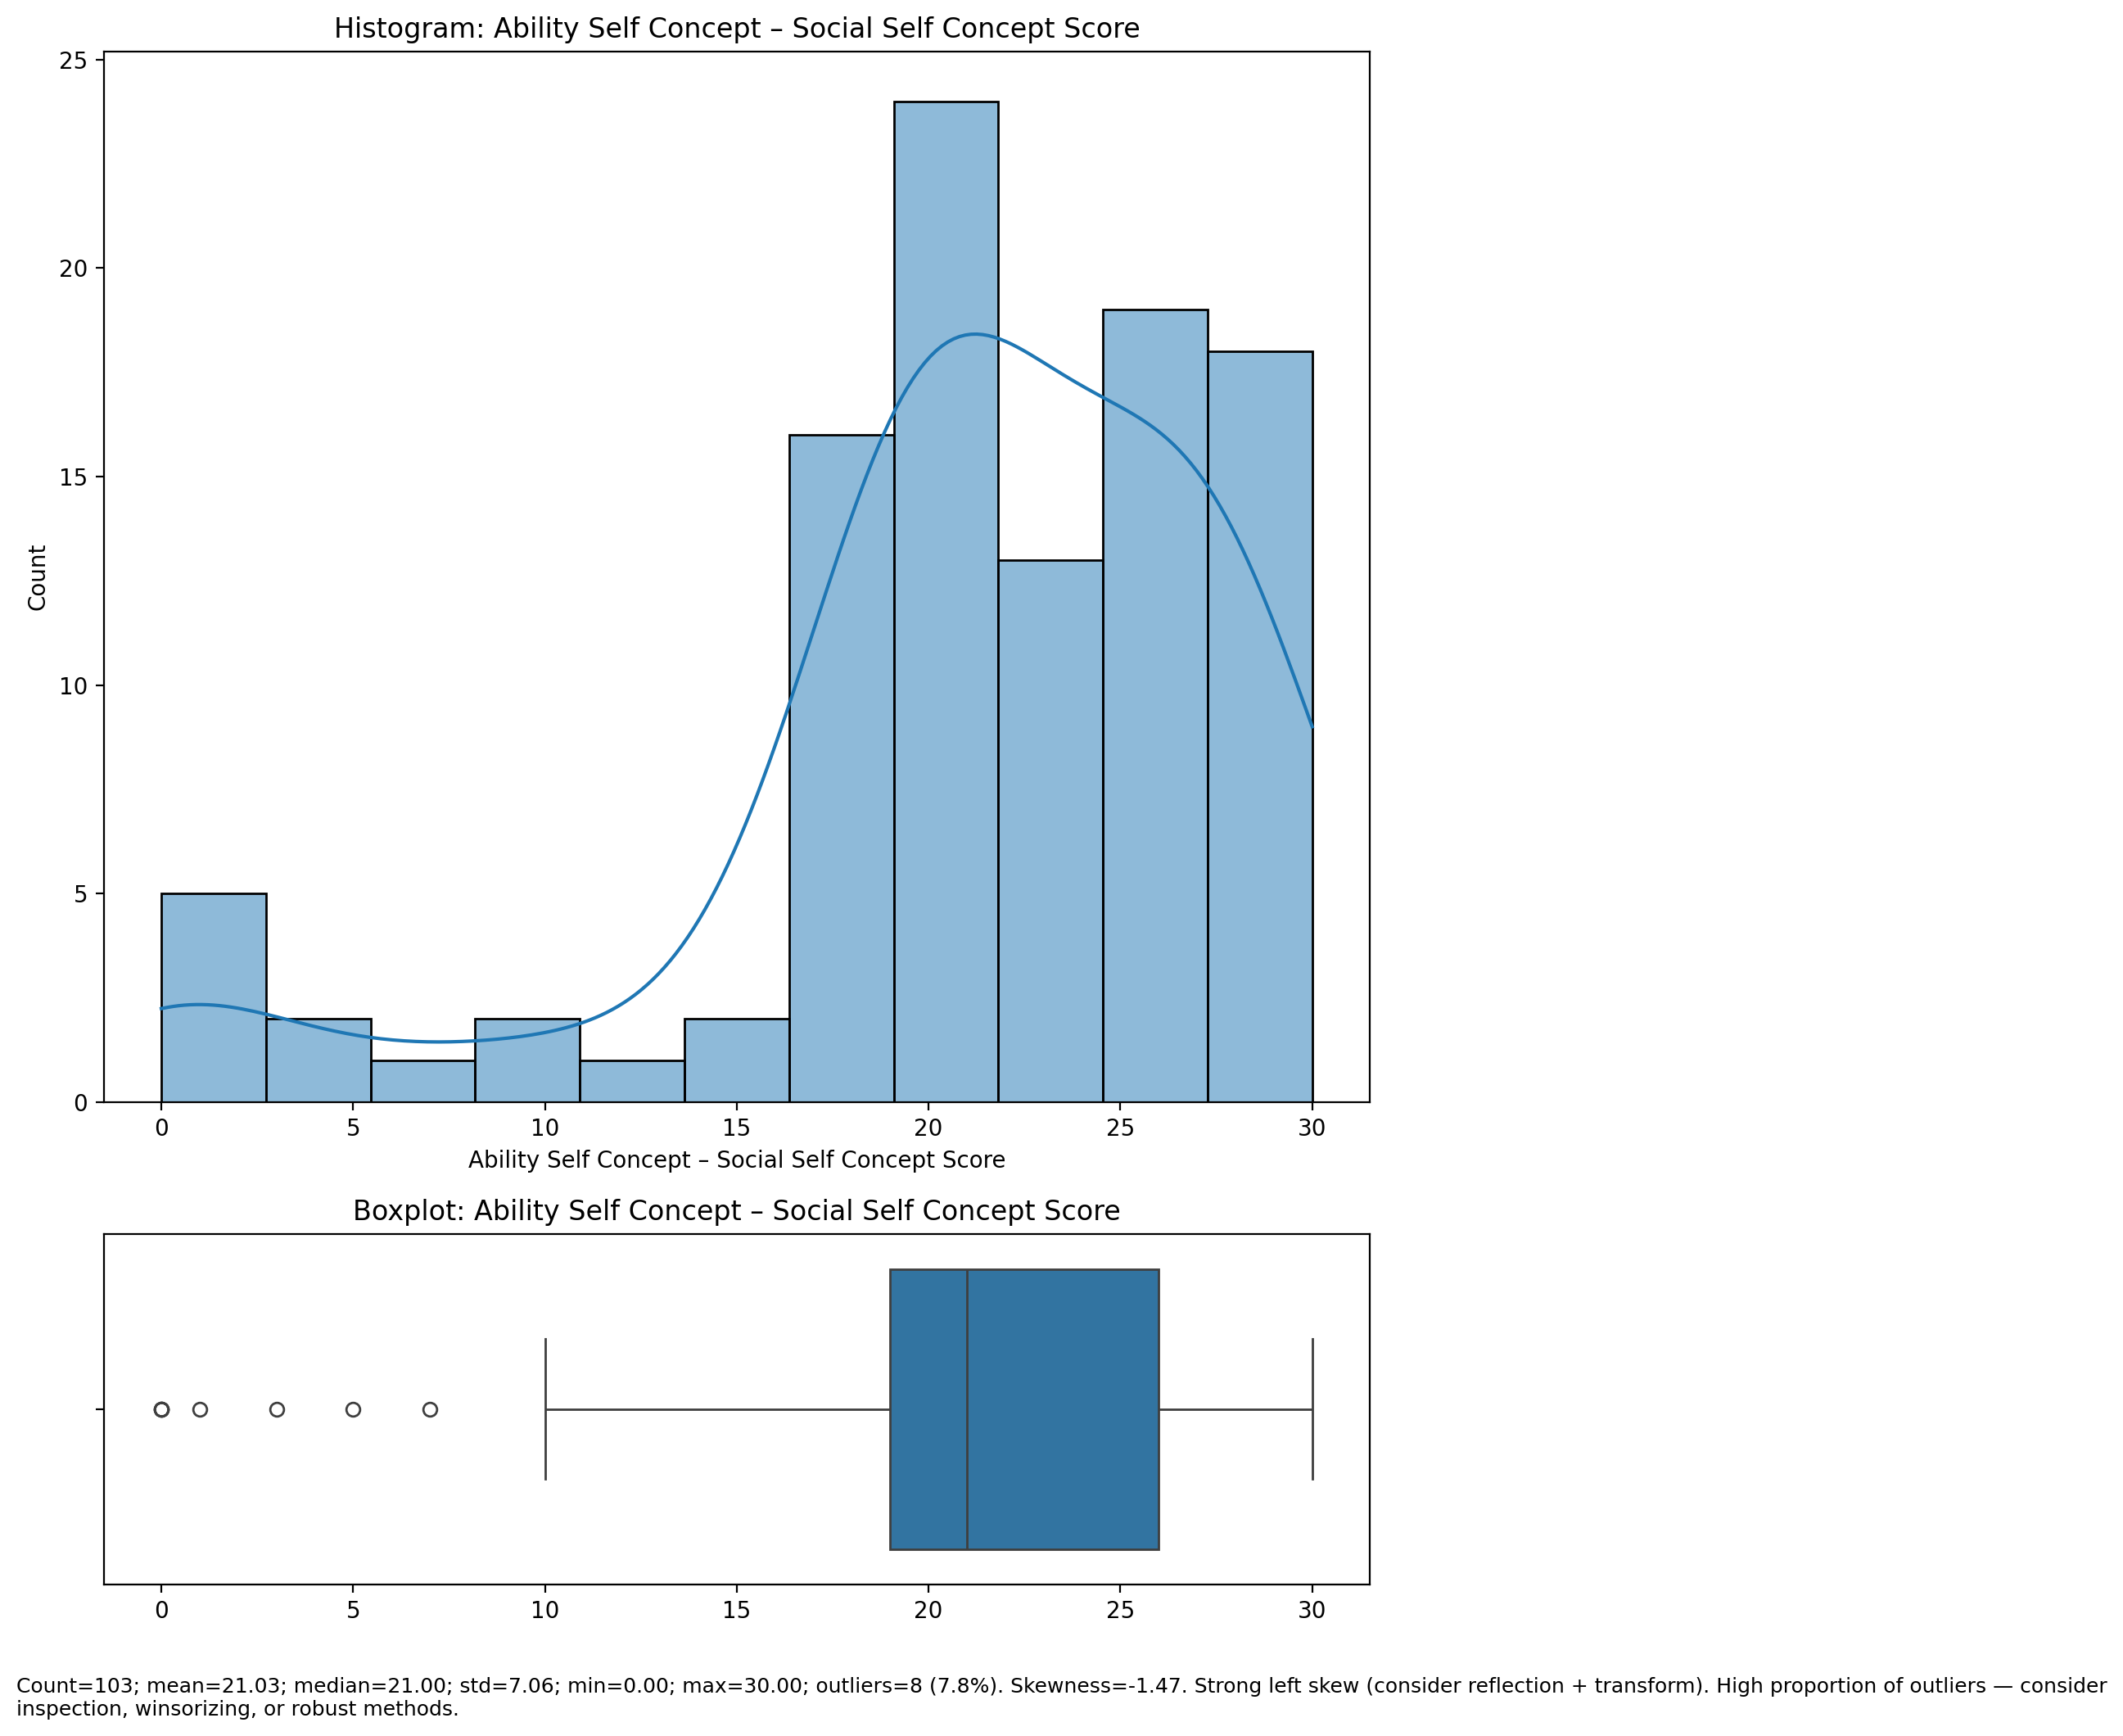 Histogram: Ability Self Concept – Social Self Concept Score
25
20
15
10
5
0
Count
0 5 10 15 20 25 30
Ability Self Concept – Social Self Concept Score
Boxplot: Ability Self Concept – Social Self Concept Score
0 5 10 15 20 25 30
Count=103; mean=21.03; median=21.00; std=7.06; min=0.00; max=30.00; outliers=8 (7.8%). Skewness=-1.47. Strong left skew (consider reflection + transform). High proportion of outliers — consider
inspection, winsorizing, or robust methods.